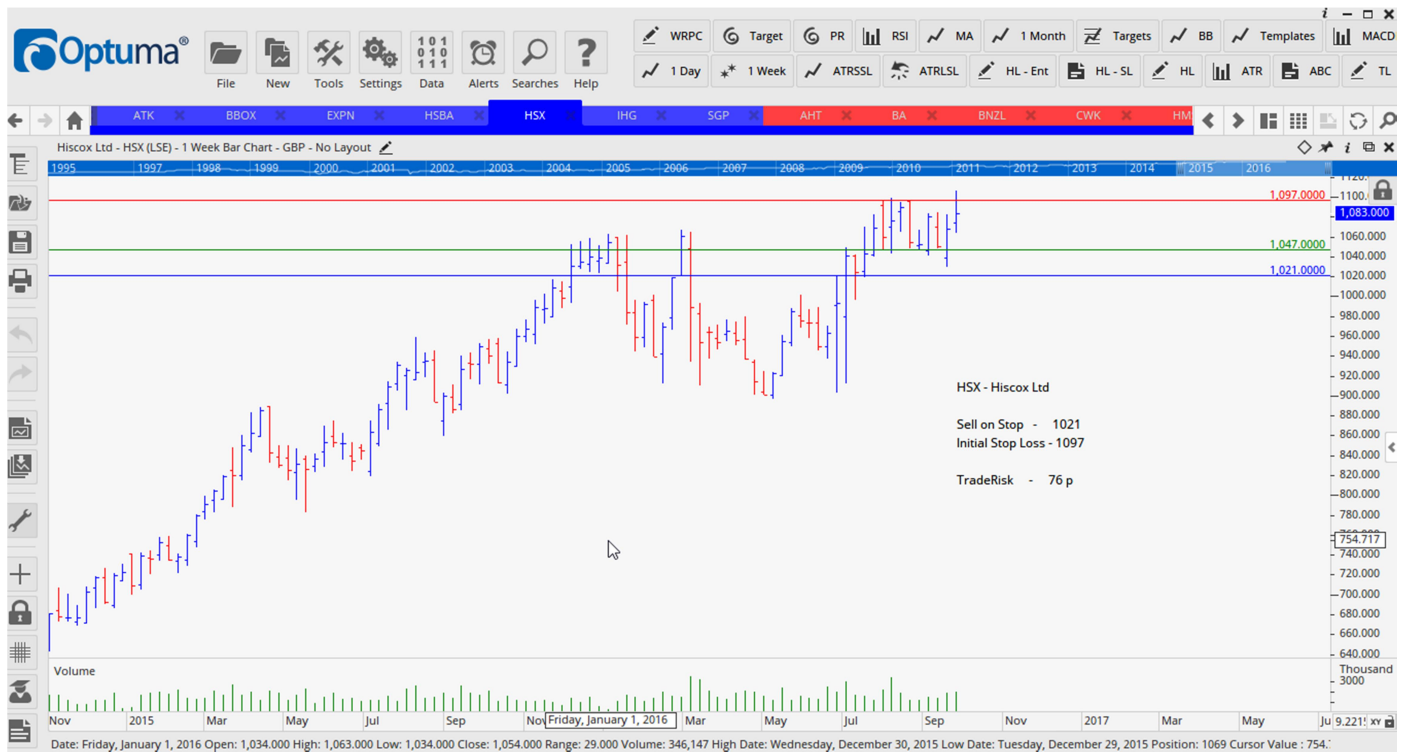 i
Optuma®
File
New
Tools
Settings
101
010
111
Data
Alerts
Searches
?
Help
WRPC
Target
PR
RSI
MA
1 Month
Targets
BB
Templates
MACD
1 Day
1 Week
ATRSSL
ATRLSL
HL - Ent
HL - SL
HL
ATR
ABC
TL
ATK
BBOX
EXPN
HSBA
HSX
IHG
SGP
AHT
BA
BNZL
CWK
HM
Hiscox Ltd - HSX (LSE) - 1 Week Bar Chart - GBP - No Layout
i
1995 1997 1998 1999 2000 2001 2002 2003 2004 2005 2006 2007 2008 2009 2010 2011 2012 2013 2014 2015 2016
1120.
1,097.0000
1100.
1,083.000
1060.000
1,047.0000
1040.000
1,021.0000
1020.000
1000.000
980.000
960.000
940.000
920.000
900.000
880.000
860.000
840.000
820.000
800.000
780.000
754.717
740.000
720.000
700.000
680.000
660.000
640.000
HSX - Hiscox Ltd
Sell on Stop - 1021
Initial Stop Loss - 1097
TradeRisk - 76 p
Volume
Thousand
3000
Nov 2015 Mar May Jul Sep Nov Friday, January 1, 2016 Mar May Jul Sep Nov 2017 Mar May Ju 9.221! XY
Date: Friday, January 1, 2016 Open: 1,034.000 High: 1,063.000 Low: 1,034.000 Close: 1,054.000 Range: 29.000 Volume: 346,147 High Date: Wednesday, December 30, 2015 Low Date: Tuesday, December 29, 2015 Position: 1069 Cursor Value : 754.